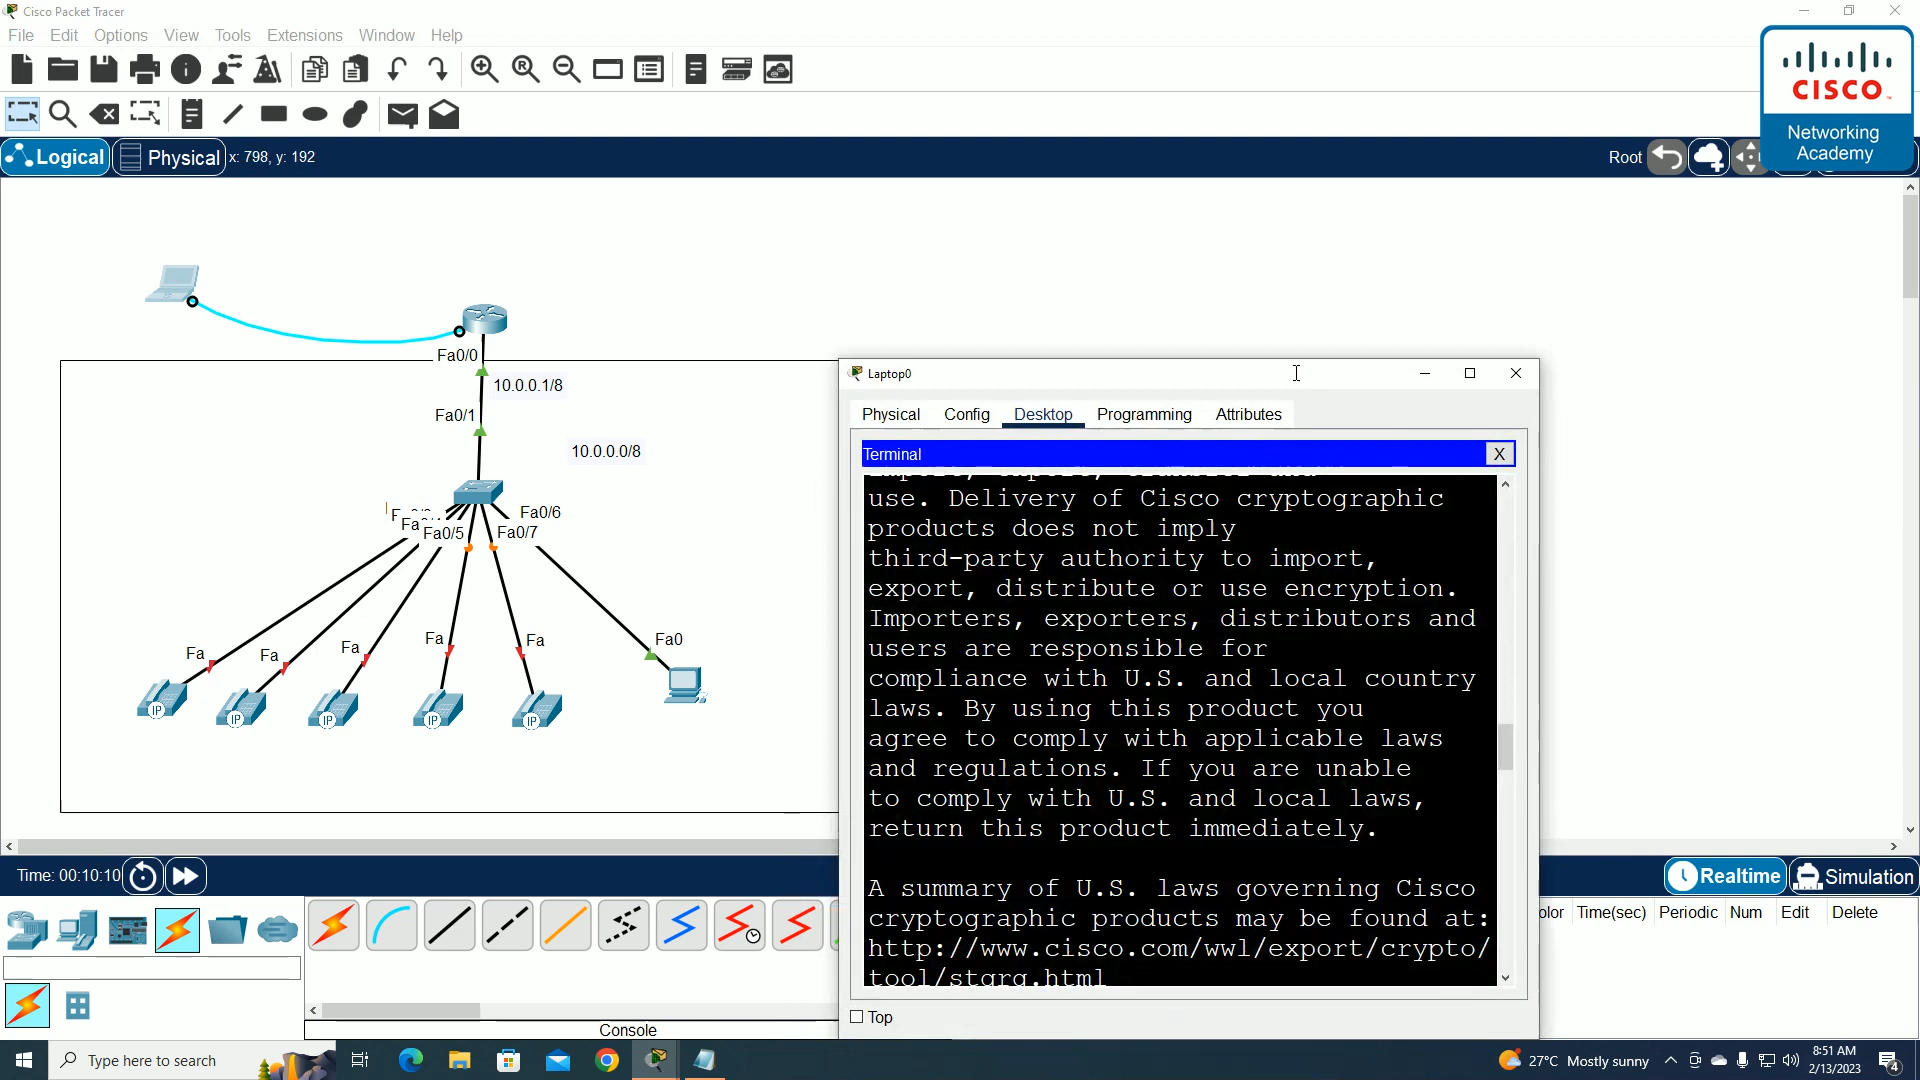 Cisco Packet Tracer
File Edit Options View Tools Extensions Window Help
CISCO
Networking
Academy
Logical Physical x: 798, y: 192 Root
Fa0/0
10.0.0.1/8
Fa0/1
10.0.0.0/8
Fa0/6
Fa0/5 Fa0/7
Fa Fa Fa Fa Fa Fa0
IP IP IP IP IP
Laptop0
Physical Config Desktop Programming Attributes
Terminal X
use. Delivery of Cisco cryptographic
products does not imply
third-party authority to import,
export, distribute or use encryption.
Importers, exporters, distributors and
users are responsible for
compliance with U.S. and local country
laws. By using this product you
agree to comply with applicable laws
and regulations. If you are unable
to comply with U.S. and local laws,
return this product immediately.
A summary of U.S. laws governing Cisco
cryptographic products may be found at:
http://www.cisco.com/wwl/export/crypto/
tool/stqrg.html
Top
Time: 00:10:10 Realtime Simulation
olor Time(sec) Periodic Num Edit Delete
Console
Type here to search
27°C Mostly sunny
8:51 AM
2/13/2023
4